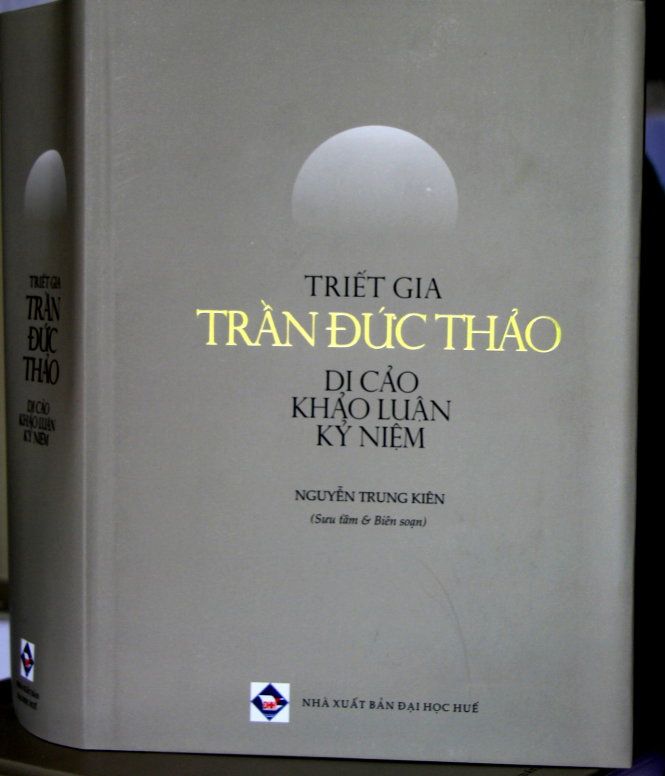 TRIẾT GIA
TRẦN
ĐỨC
THẢO
DI CẢO
KHẢO LUẬN
KỶ NIỆM
TRIẾT GIA
TRẦN ĐỨC THẢO
DI CẢO
KHẢO LUẬN
KỶ NIỆM
NGUYỄN TRUNG KIÊN
(Sưu tầm & Biên soạn)
NHÀ XUẤT BẢN ĐẠI HỌC HUẾ